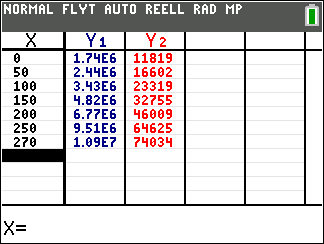 NORMAL FLYT AUTO REELL RAD MP
X Y1 Y2
0 1.74E6 11819
50 2.44E6 16602
100 3.43E6 23319
150 4.82E6 32755
200 6.77E6 46009
250 9.51E6 64625
270 1.09E7 74034
X=